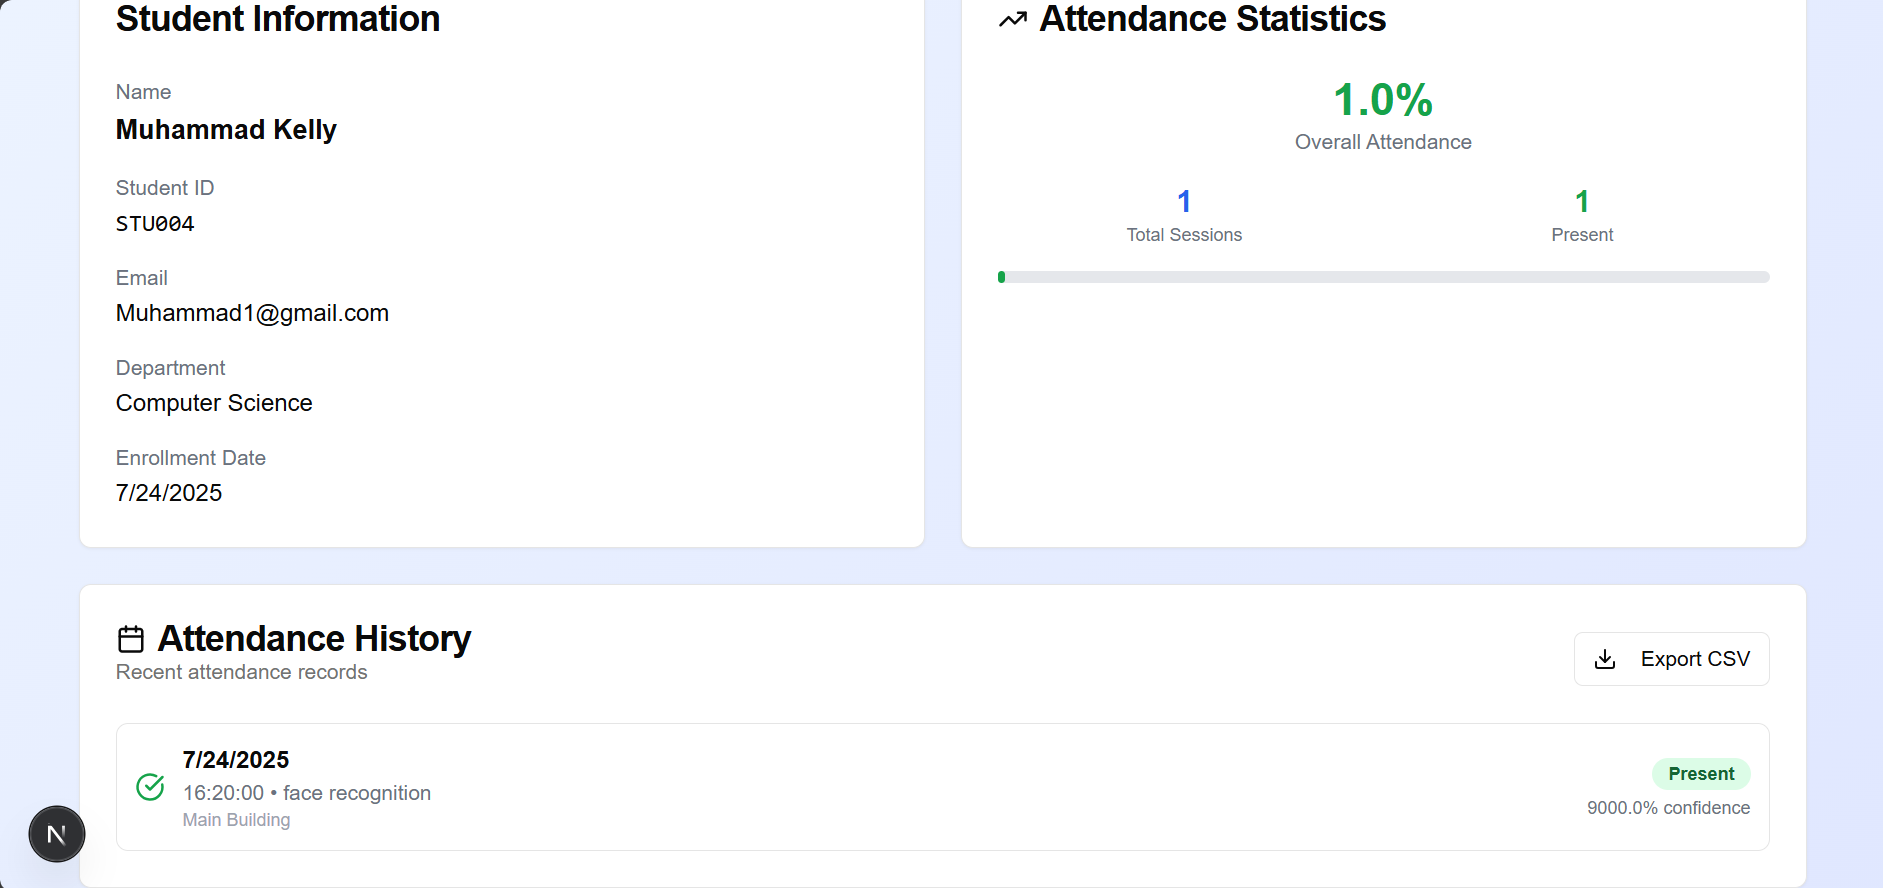 Student Information
Name
Muhammad Kelly
Student ID
STU004
Email
Muhammad1@gmail.com
Department
Computer Science
Enrollment Date
7/24/2025
Attendance Statistics
1.0%
Overall Attendance
1
Total Sessions
1
Present
Attendance History
Recent attendance records
Export CSV
7/24/2025
16:20:00 • face recognition
Main Building
Present
9000.0% confidence
N